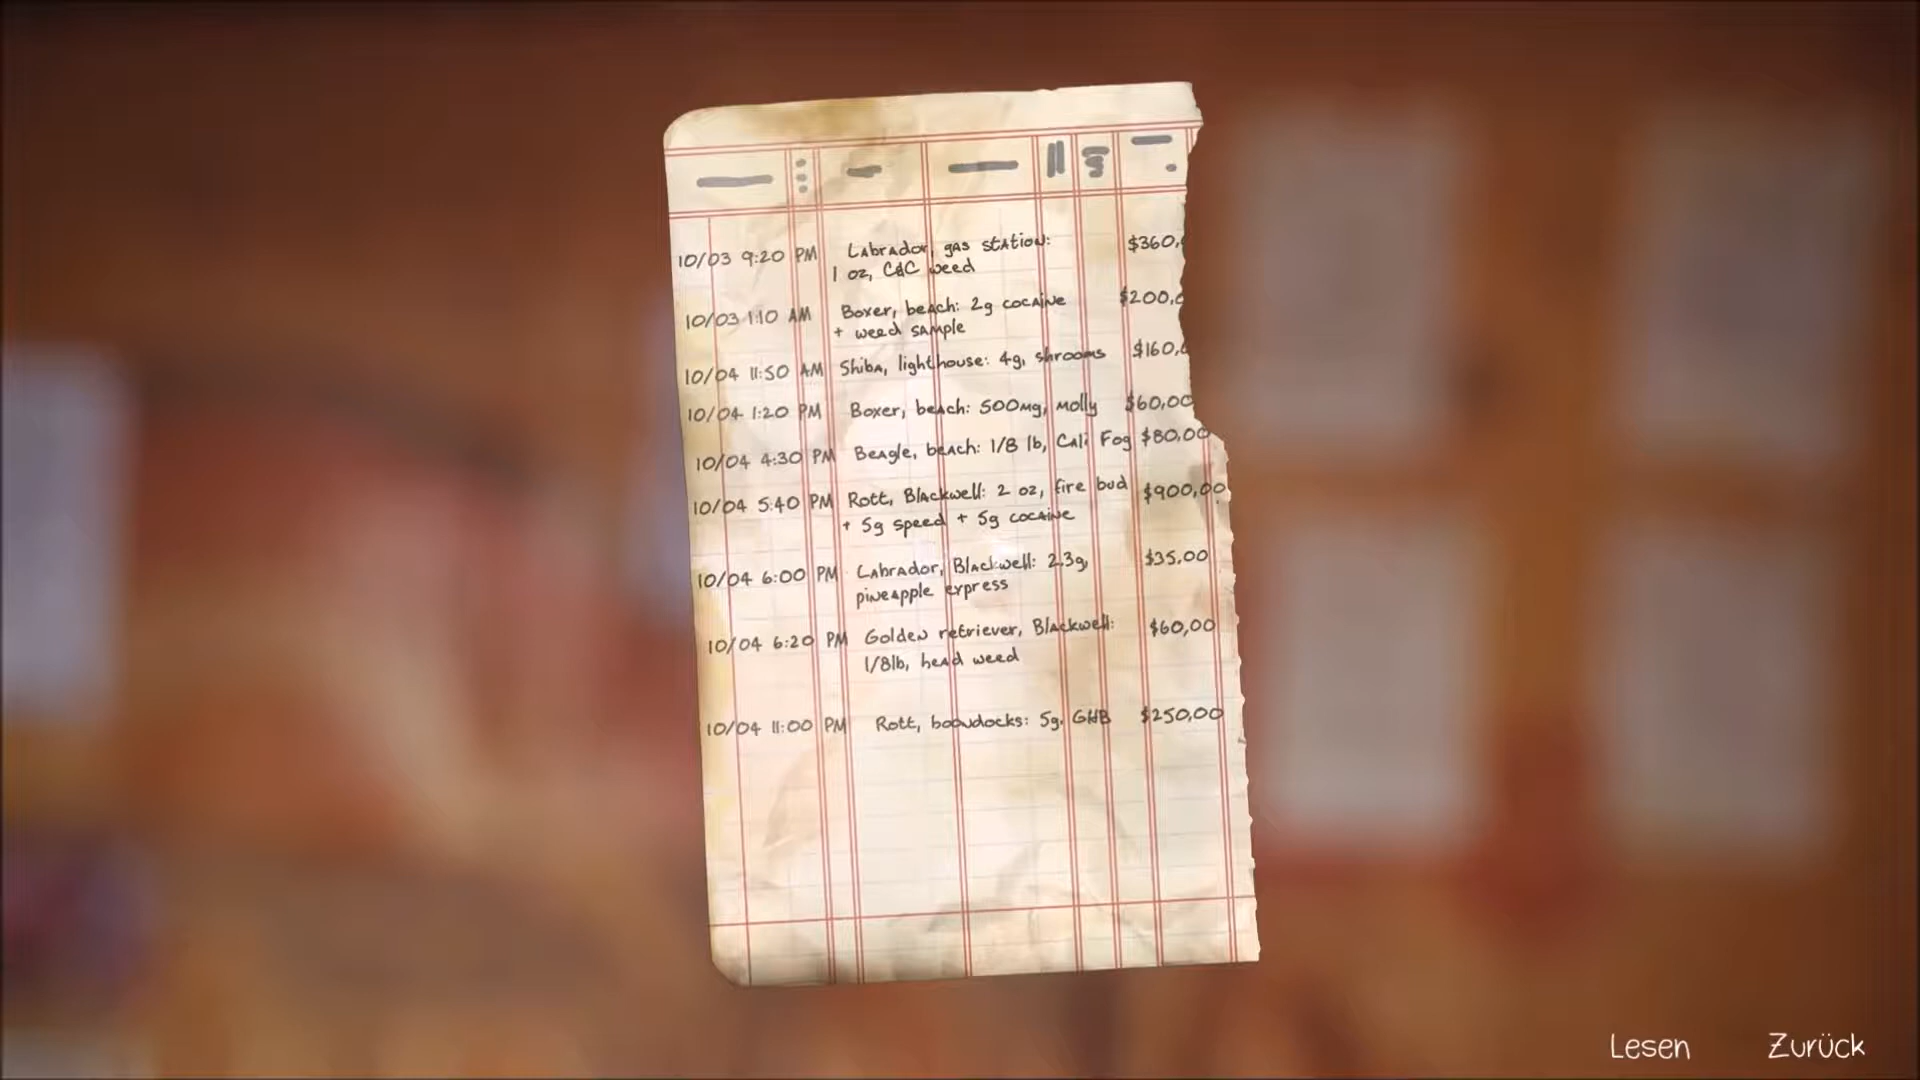 10/03 9:20 PM Labrador, gas station: $360,
1 oz, C&C weed
10/03 1:10 AM Boxer, beach: 2g cocaine $200,0
+ weed sample
10/04 11:50 AM Shiba, lighthouse: 4g, shrooms $160,0
10/04 1:20 PM Boxer, beach: 500mg, molly $60,00
10/04 4:30 PM Beagle, beach: 1/8 lb, Cali Fog $80,00
10/04 5:40 PM Rott, Blackwell: 2 oz, fire bud $900,00
+ 5g speed + 5g cocaine
10/04 6:00 PM Labrador, Blackwell: 2.3g, $35,00
pineapple express
10/04 6:20 PM Golden retriever, Blackwell: $60,00
1/8lb, head weed
10/04 11:00 PM Rott, boondocks: 5g, GHB $250,00
Lesen Zurück